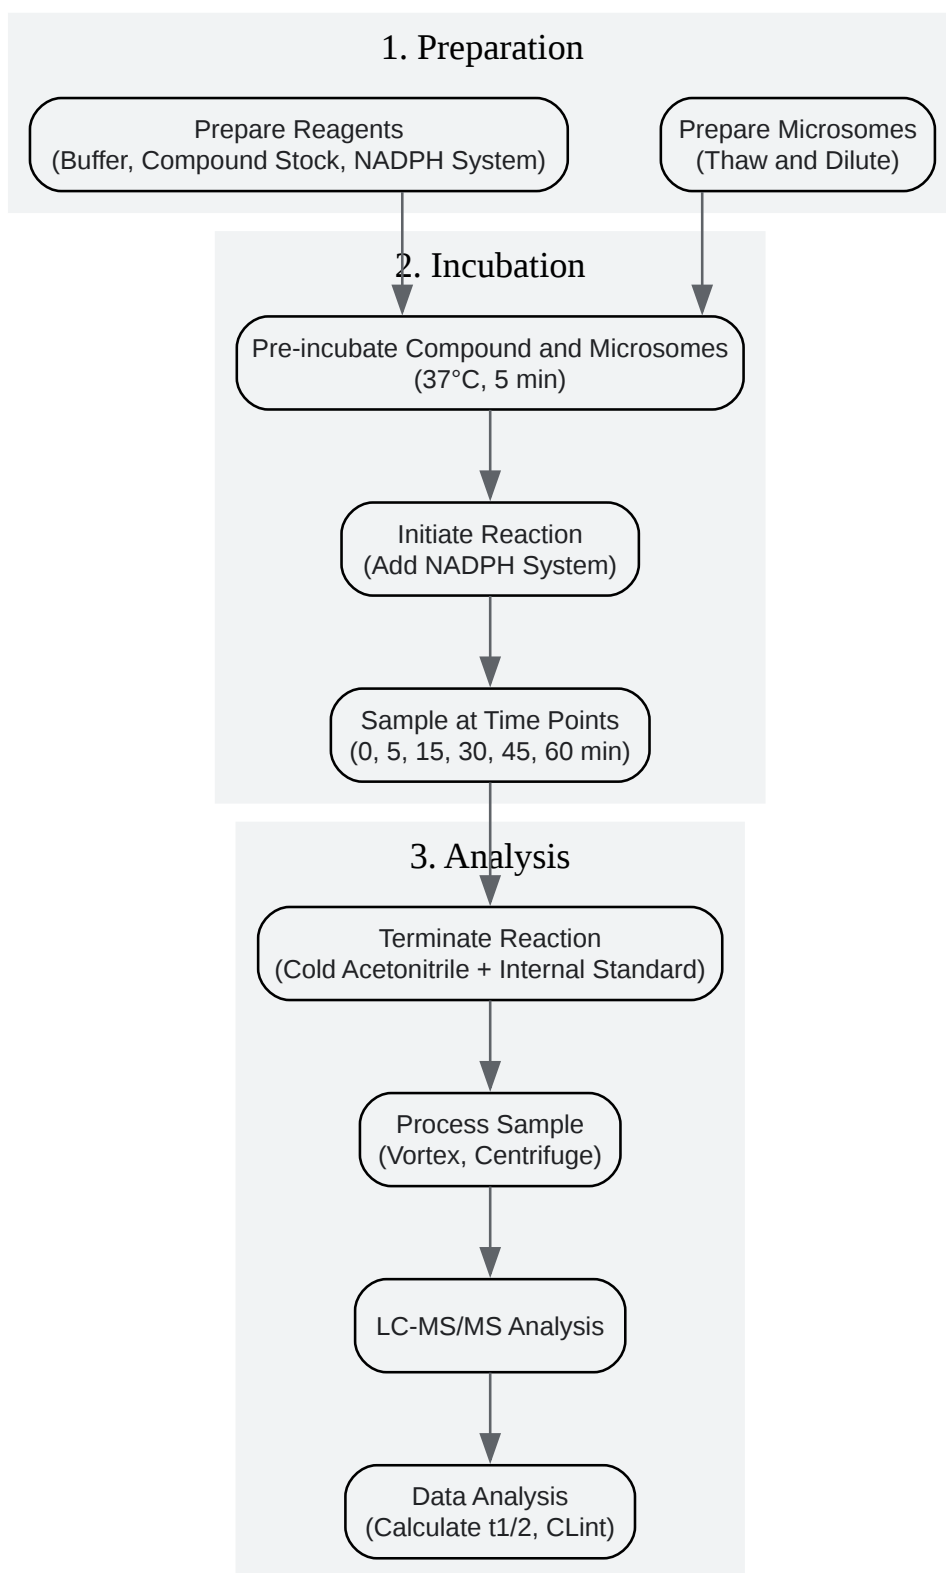 1. Preparation
Prepare Reagents
(Buffer, Compound Stock, NADPH System)
Prepare Microsomes
(Thaw and Dilute)
2. Incubation
Pre-incubate Compound and Microsomes
(37°C, 5 min)
Initiate Reaction
(Add NADPH System)
Sample at Time Points
(0, 5, 15, 30, 45, 60 min)
3. Analysis
Terminate Reaction
(Cold Acetonitrile + Internal Standard)
Process Sample
(Vortex, Centrifuge)
LC-MS/MS Analysis
Data Analysis
(Calculate t1/2, CLint)